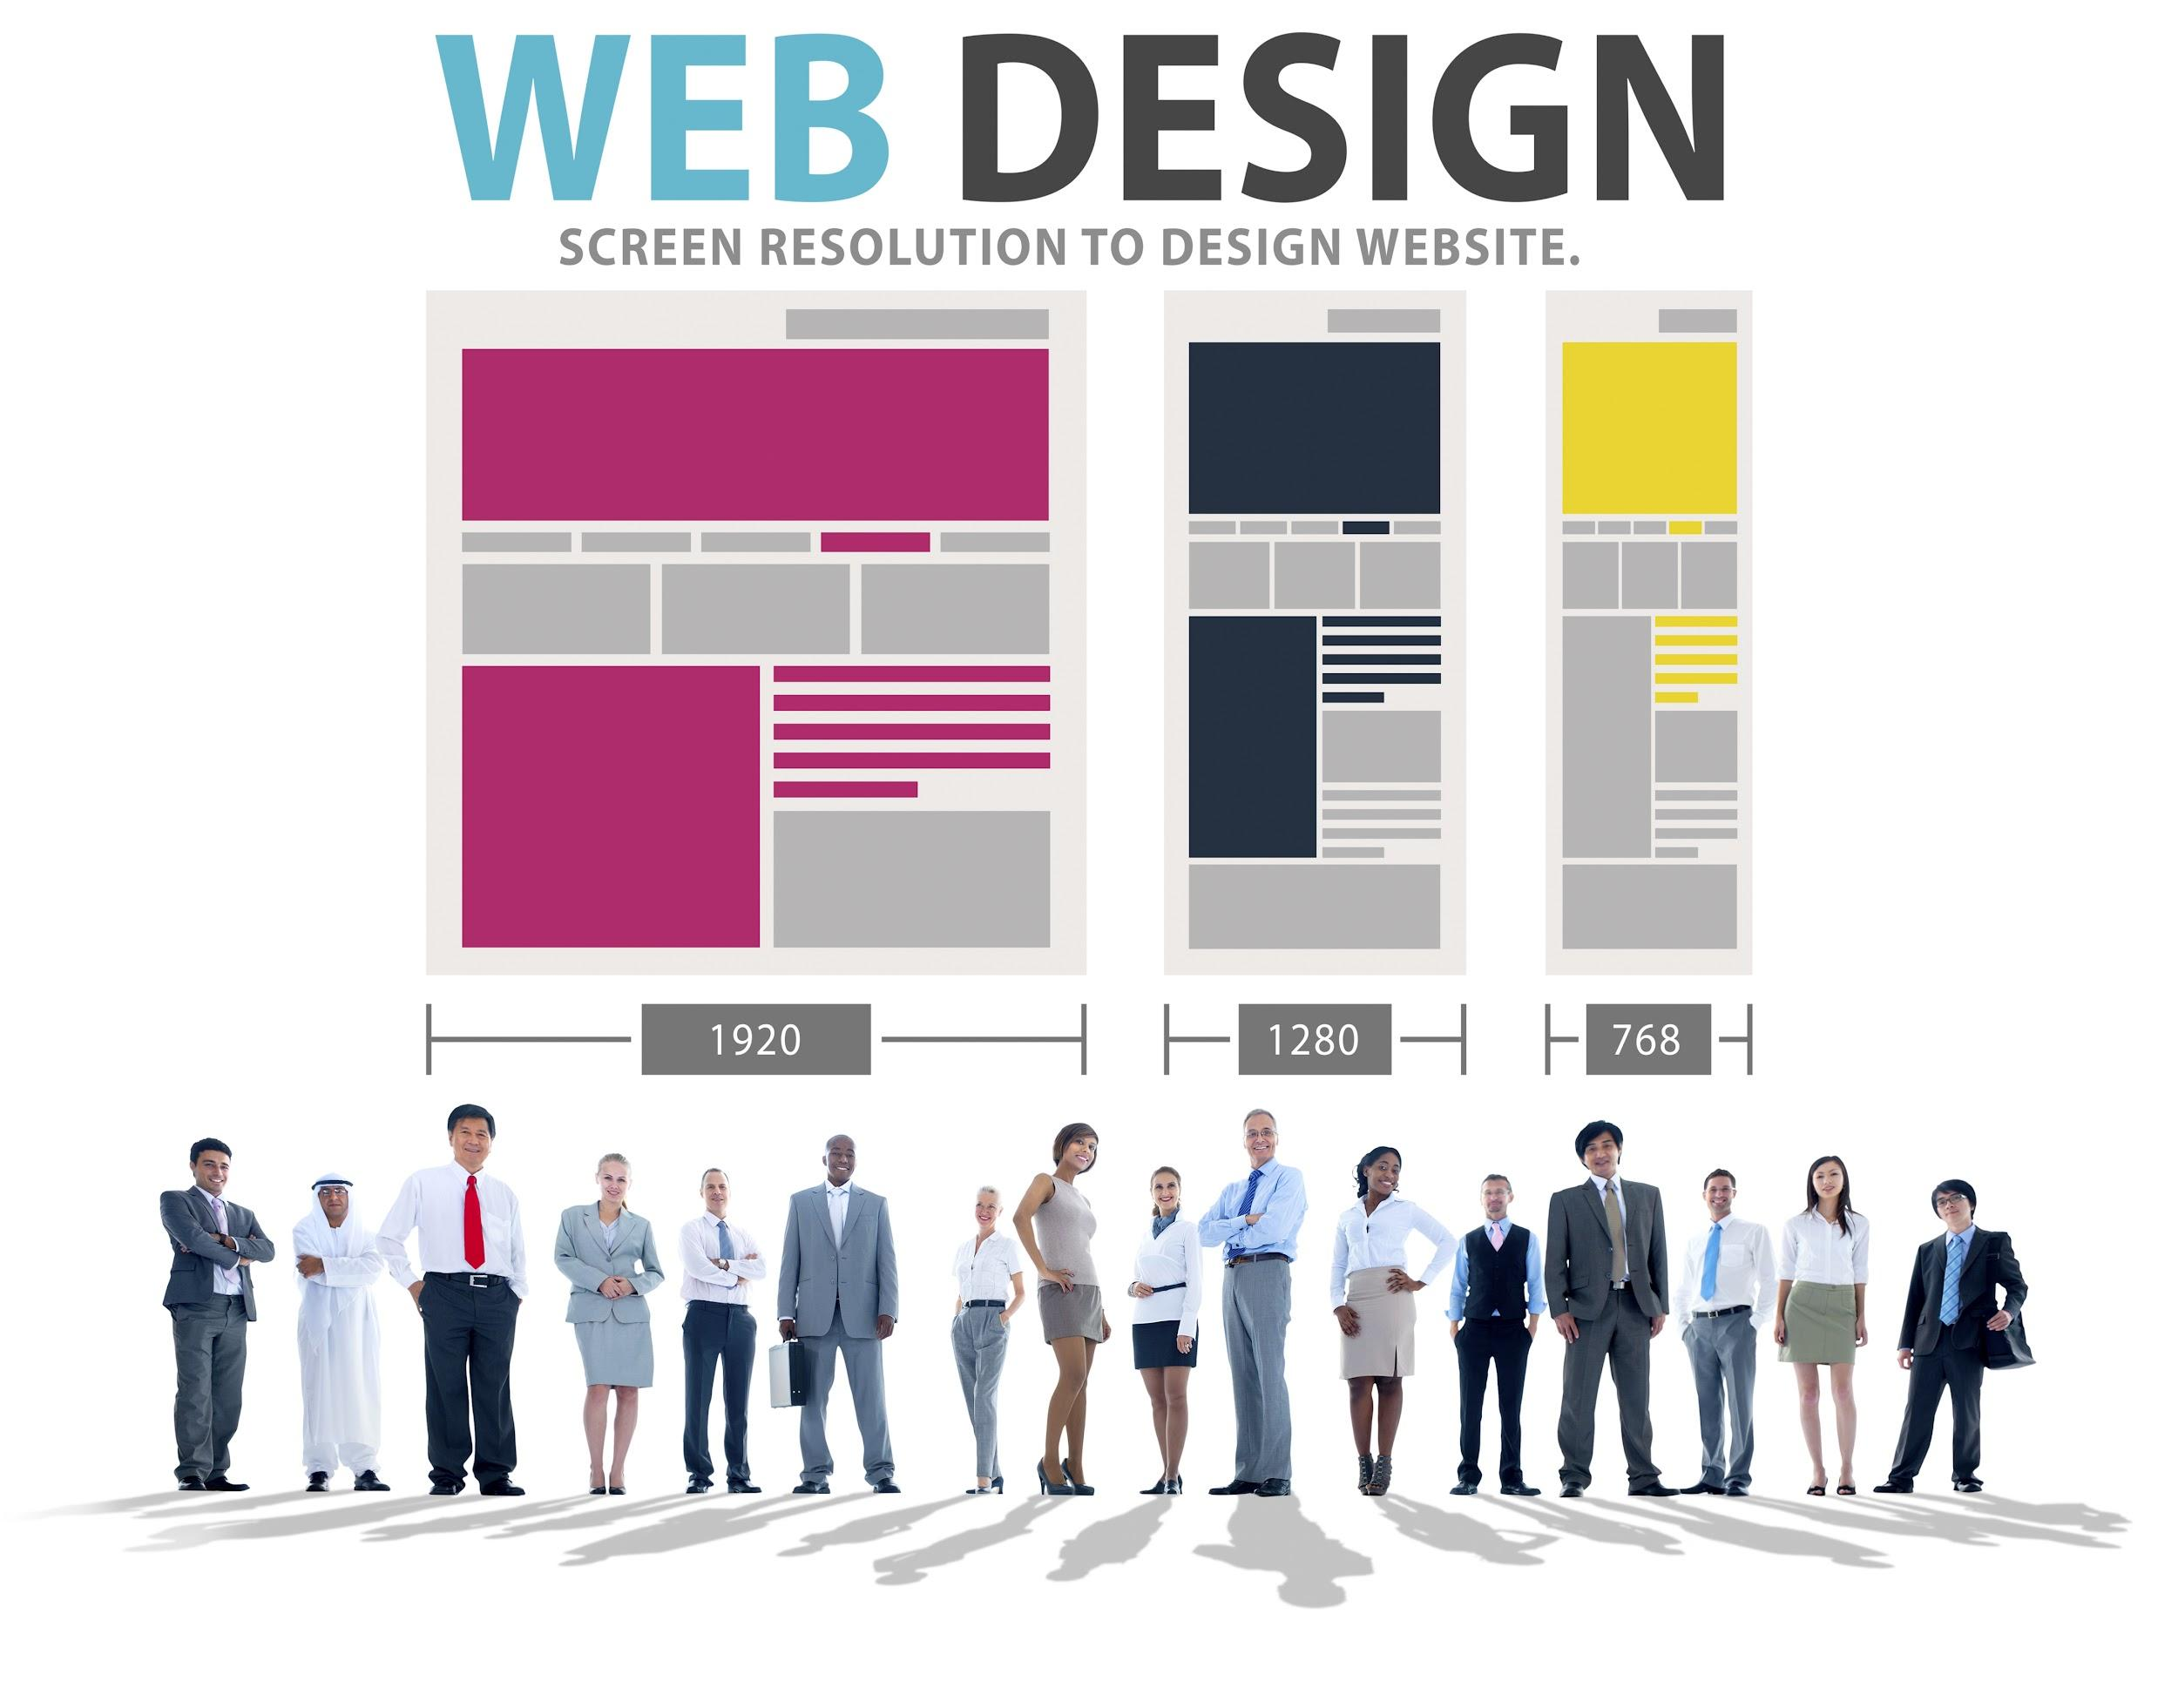 WEB DESIGN
SCREEN RESOLUTION TO DESIGN WEBSITE.
1920 1280 768